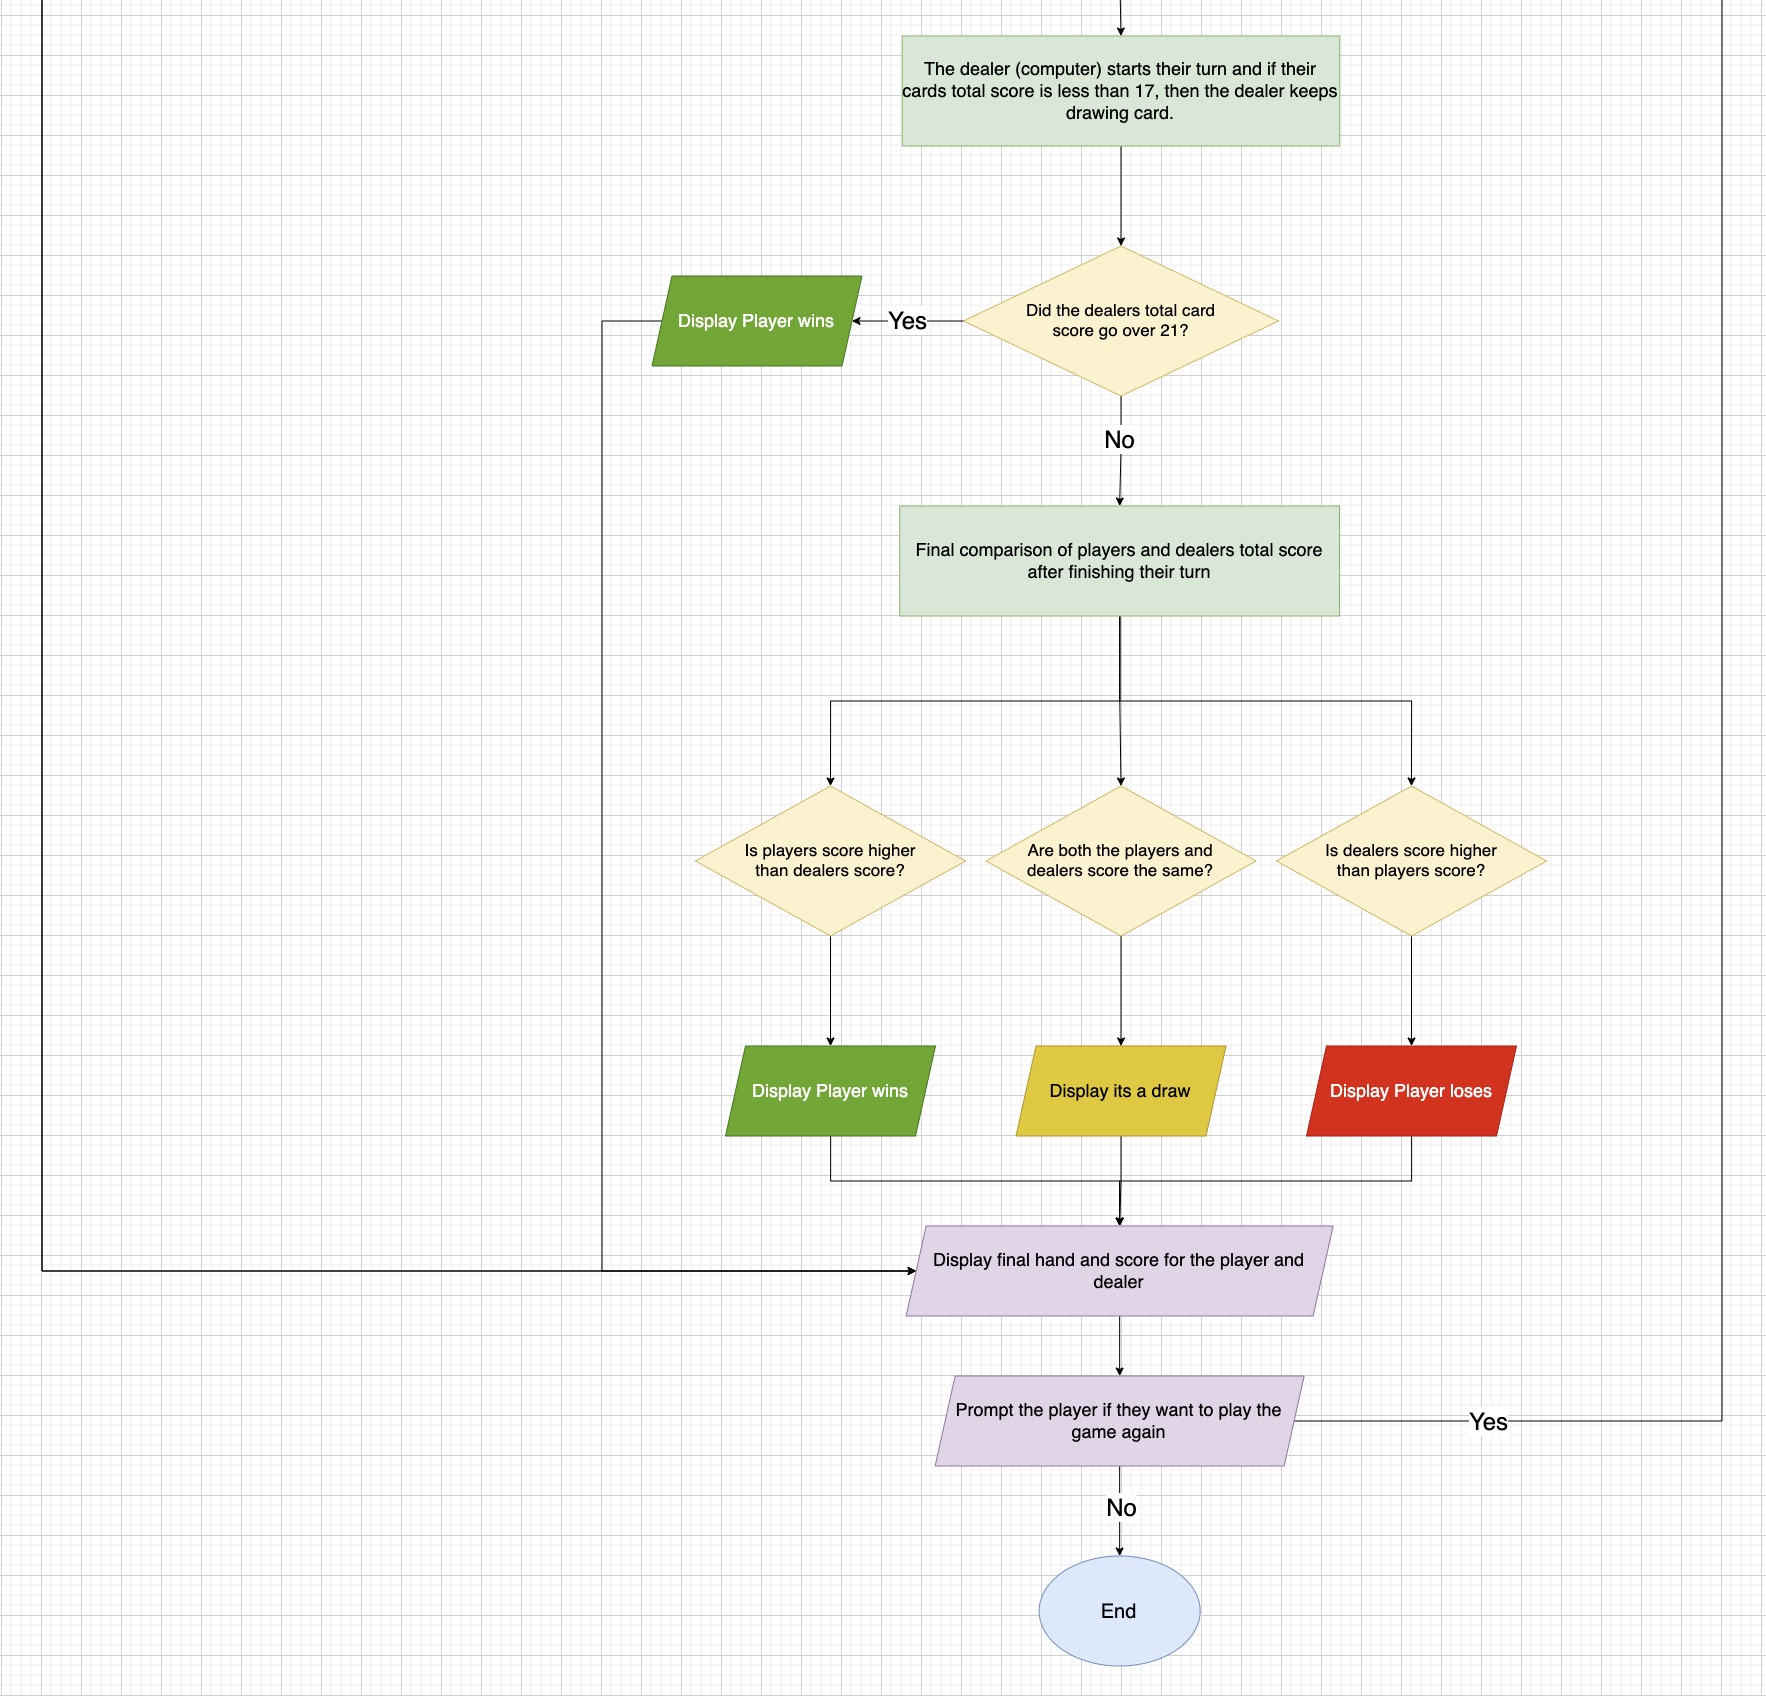 The dealer (computer) starts their turn and if their
cards total score is less than 17, then the dealer keeps
drawing card.
Display Player wins
Yes
Did the dealers total card
score go over 21?
No
Final comparison of players and dealers total score
after finishing their turn
Is players score higher
than dealers score?
Are both the players and
dealers score the same?
Is dealers score higher
than players score?
Display Player wins
Display its a draw
Display Player loses
Display final hand and score for the player and
dealer
Prompt the player if they want to play the
game again
Yes
No
End